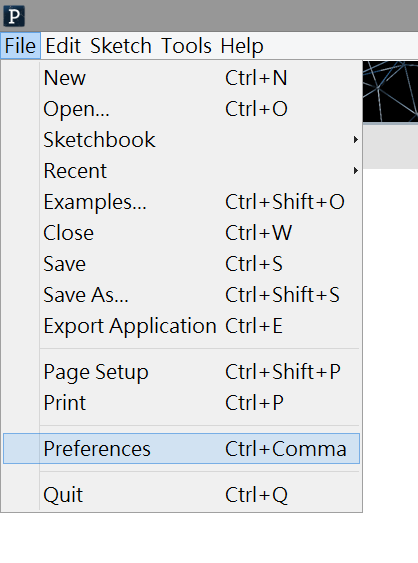 P
File Edit Sketch Tools Help
New Ctrl+N
Open... Ctrl+O
Sketchbook
Recent
Examples... Ctrl+Shift+O
Close Ctrl+W
Save Ctrl+S
Save As... Ctrl+Shift+S
Export Application Ctrl+E
Page Setup Ctrl+Shift+P
Print Ctrl+P
Preferences Ctrl+Comma
Quit Ctrl+Q